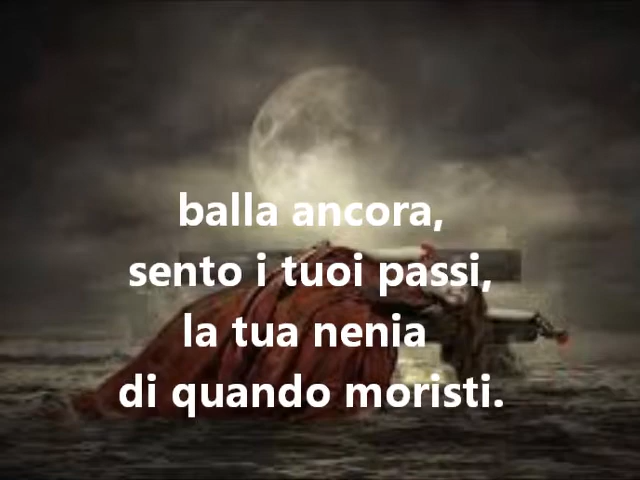 balla ancora,
sento i tuoi passi,
la tua nenia
di quando moristi.